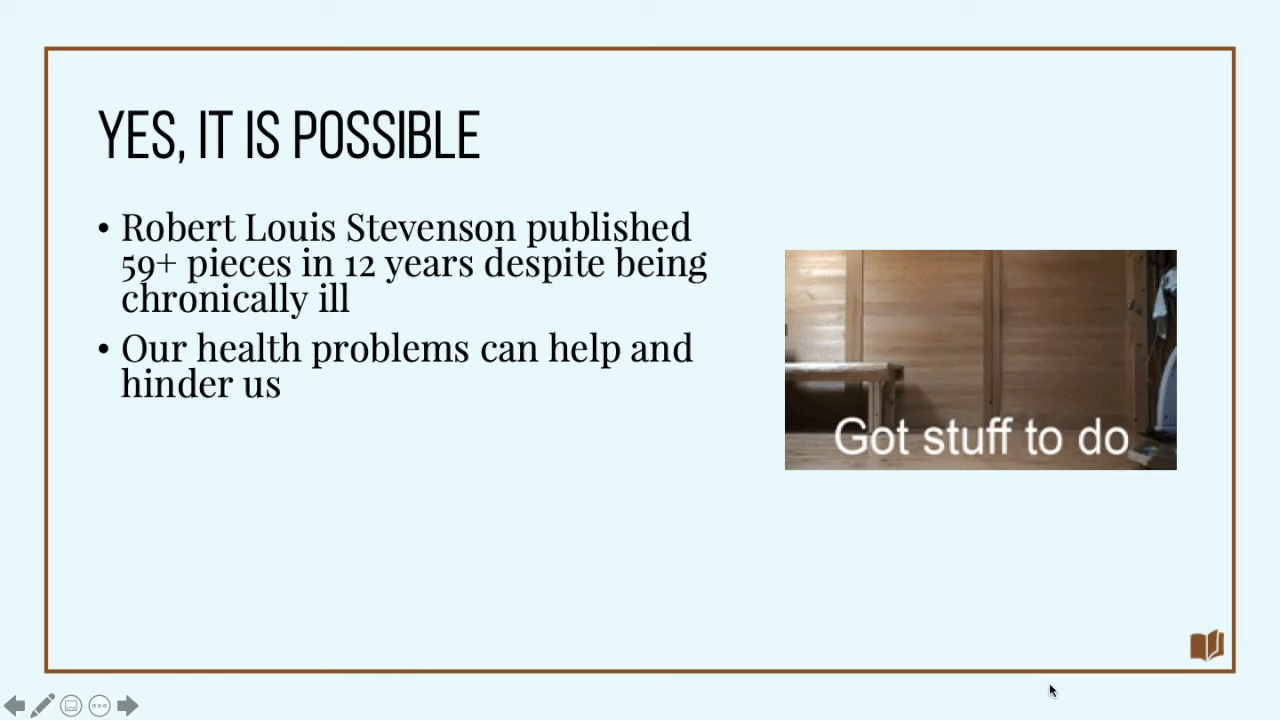 YES, IT IS POSSIBLE
• Robert Louis Stevenson published
59+ pieces in 12 years despite being
chronically ill
• Our health problems can help and
hinder us
Got stuff to do